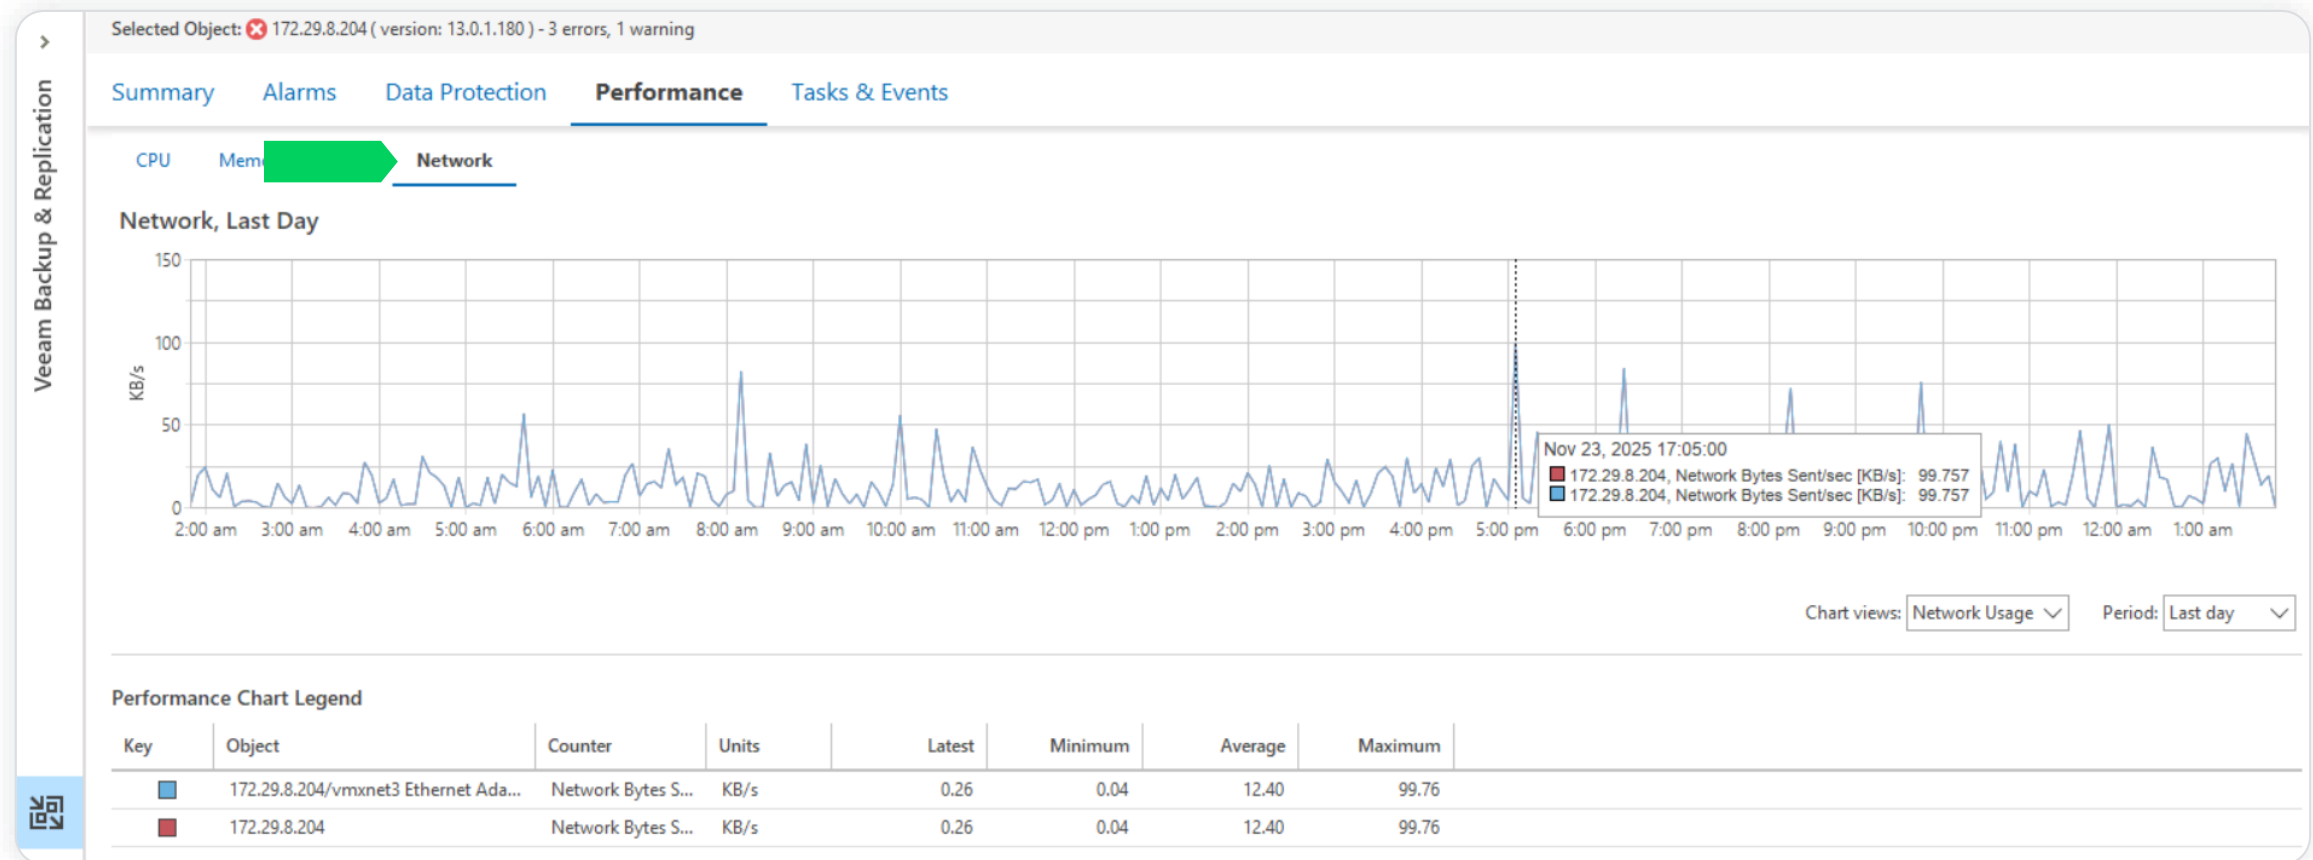 Selected Object: 172.29.8.204 ( version: 13.0.1.180 ) - 3 errors, 1 warning
Veeam Backup & Replication
Summary Alarms Data Protection Performance Tasks & Events
CPU Network
Network, Last Day
KB/s
150
100
50
0
2:00 am 3:00 am 4:00 am 5:00 am 6:00 am 7:00 am 8:00 am 9:00 am 10:00 am 11:00 am 12:00 pm 1:00 pm 2:00 pm 3:00 pm 4:00 pm 5:00 pm 6:00 pm 7:00 pm 8:00 pm 9:00 pm 10:00 pm 11:00 pm 12:00 am 1:00 am
Nov 23, 2025 17:05:00
172.29.8.204, Network Bytes Sent/sec [KB/s]: 99.757
172.29.8.204, Network Bytes Sent/sec [KB/s]: 99.757
Chart views: Network Usage Period: Last day
Performance Chart Legend
Key Object Counter Units Latest Minimum Average Maximum
172.29.8.204/vmxnet3 Ethernet Ada... Network Bytes S... KB/s 0.26 0.04 12.40 99.76
172.29.8.204 Network Bytes S... KB/s 0.26 0.04 12.40 99.76